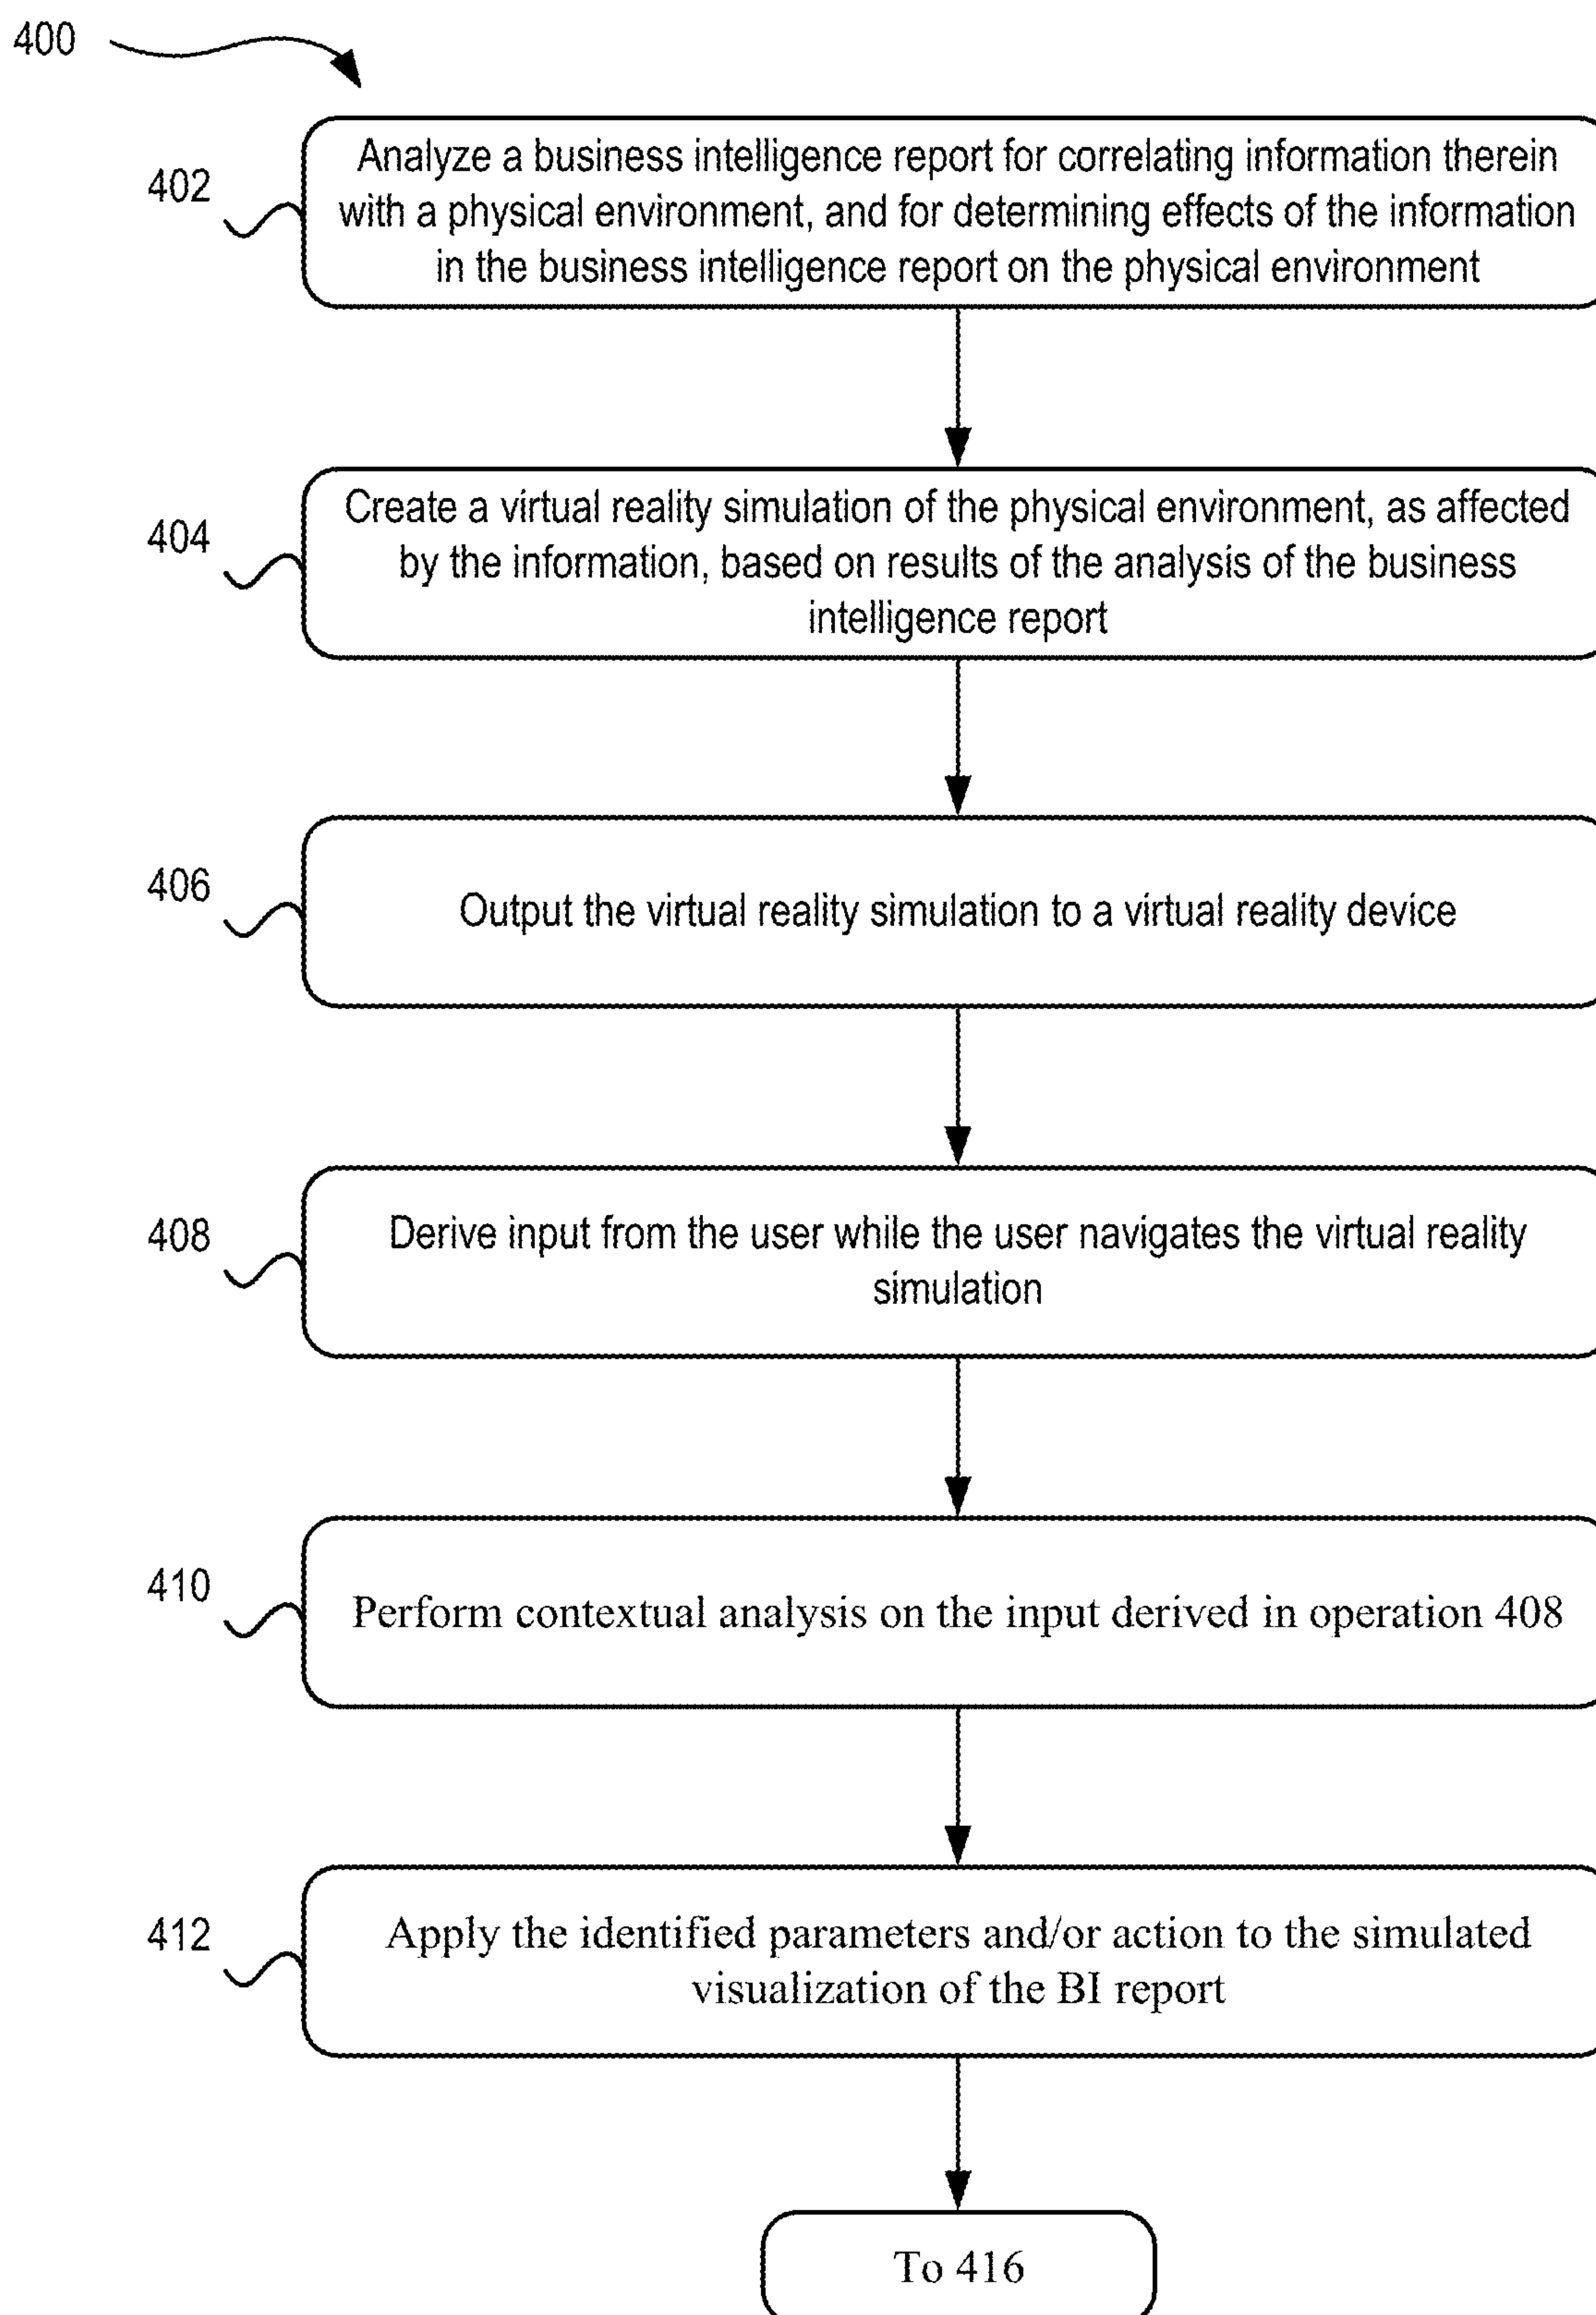 400
402
Analyze a business intelligence report for correlating information therein
with a physical environment, and for determining effects of the information
in the business intelligence report on the physical environment
404
Create a virtual reality simulation of the physical environment, as affected
by the information, based on results of the analysis of the business
intelligence report
406
Output the virtual reality simulation to a virtual reality device
408
Derive input from the user while the user navigates the virtual reality
simulation
410
Perform contextual analysis on the input derived in operation 408
412
Apply the identified parameters and/or action to the simulated
visualization of the BI report
To 416